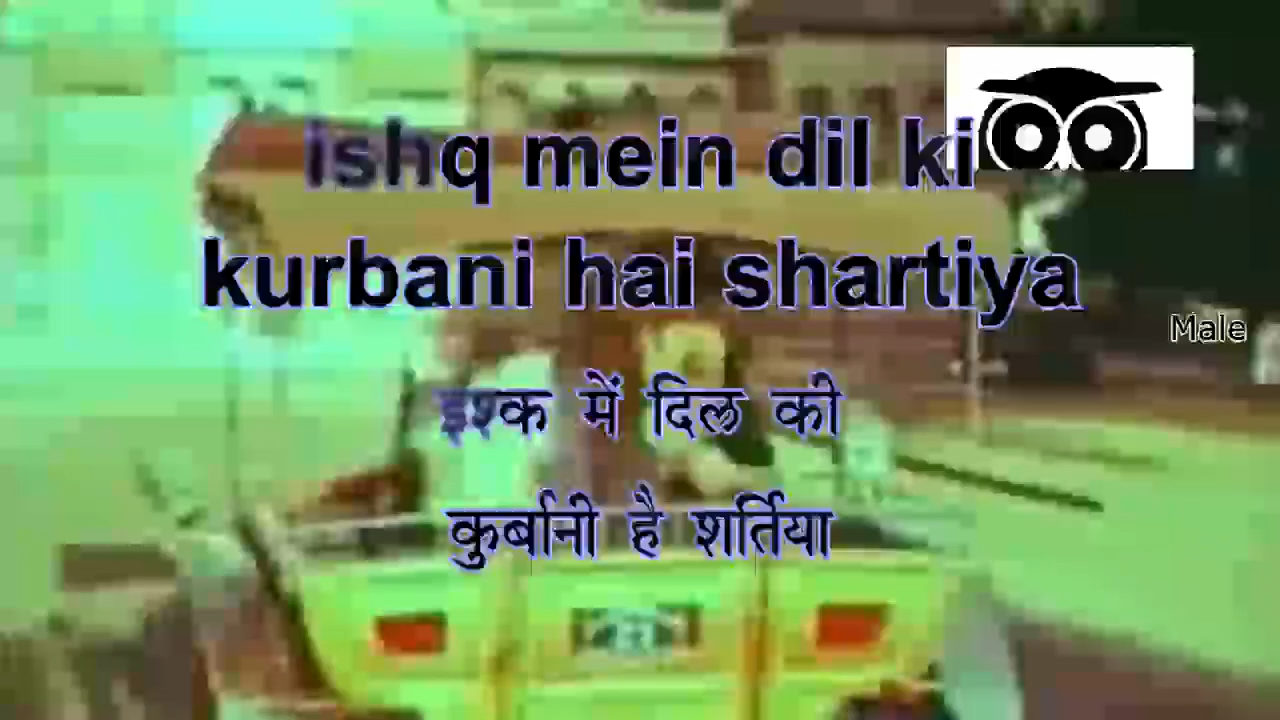 ishq mein dil ki
kurbani hai shartiya
Male
इश्क में दिल की
कुर्बानी है शर्तिया